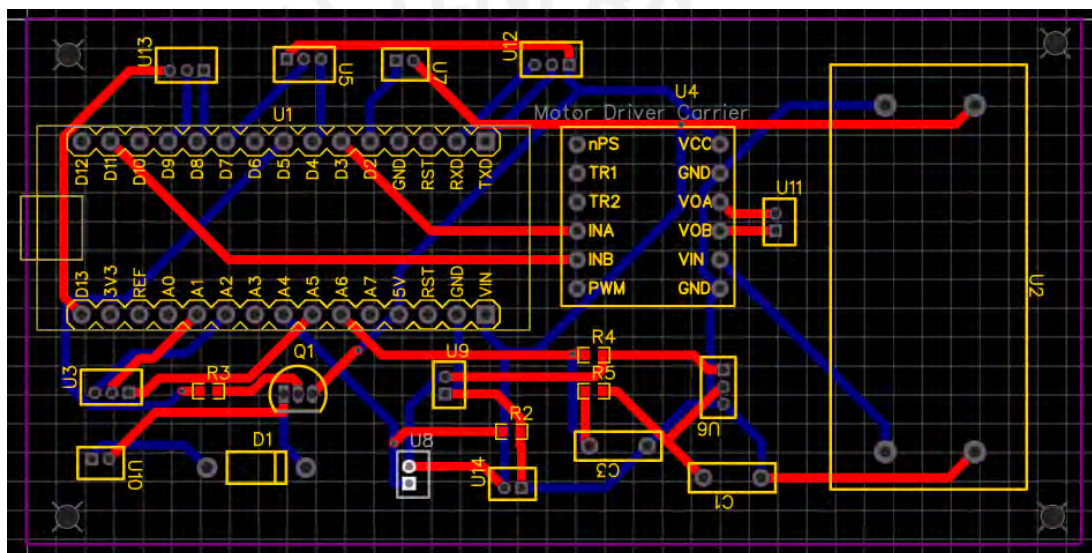 U13
U5
U7
U12
U4
Motor Driver Carrier
U1
D12
D11
D10
D9
D8
D7
D6
D5
D4
D3
D2
GND
RST
RXD
TXD
nPS
VCC
TR1
GND
TR2
VOA
INA
VOB
INB
VIN
PWM
GND
U11
U2
D13
3V3
REF
A0
A1
A2
A3
A4
A5
A6
A7
5V
RST
GND
VIN
U3
R3
Q1
U9
R4
R5
U6
R2
U10
D1
U8
U14
C3
C1